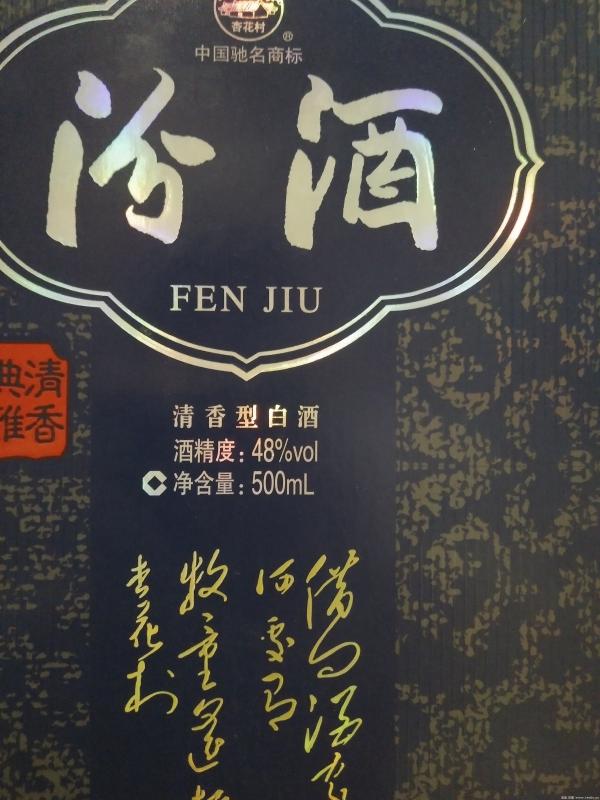 杏花村
®
中国驰名商标
汾酒
FEN JIU
清香
典雅
清香型白酒
酒精度：48%vol
净含量：500mL
借问酒家
何处有
牧童遥指
杏花村